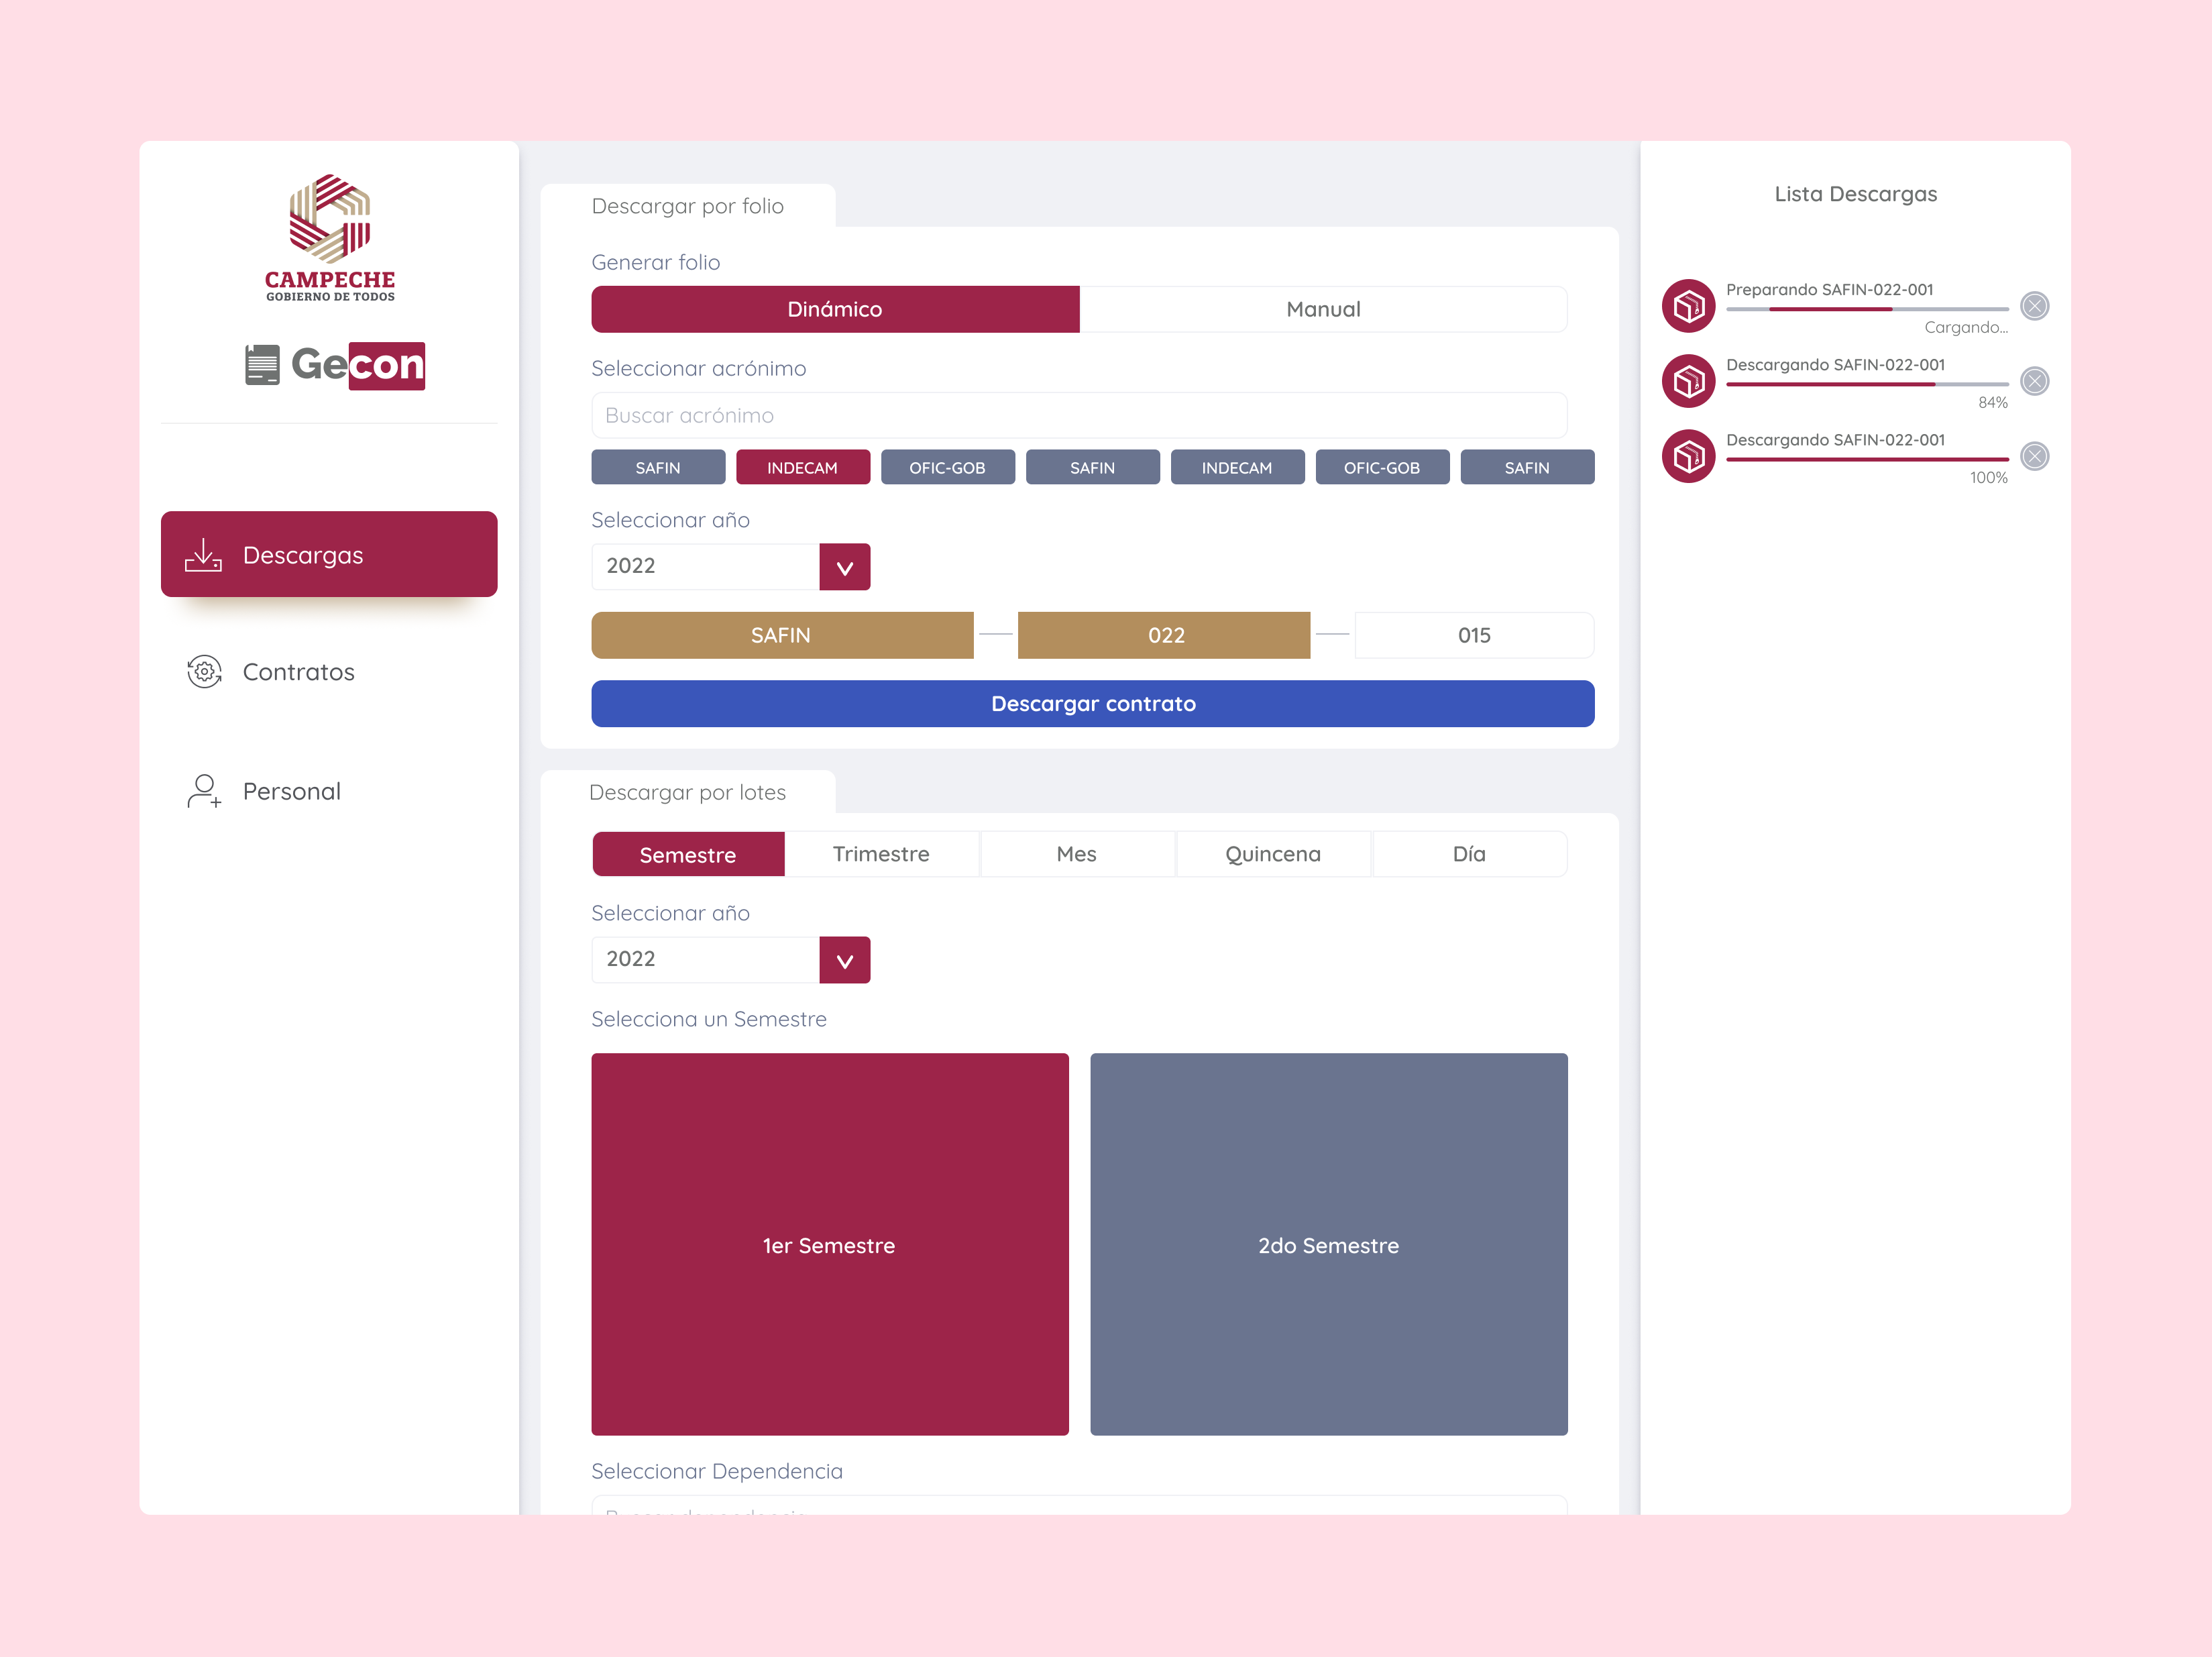 CAMPECHE
GOBIERNO DE TODOS
Gecon
Descargas
Contratos
Personal
Descargar por folio
Generar folio
Dinámico Manual
Seleccionar acrónimo
Buscar acrónimo
SAFIN INDECAM OFIC-GOB SAFIN INDECAM OFIC-GOB SAFIN
Seleccionar año
2022
SAFIN — 022 — 015
Descargar contrato
Descargar por lotes
Semestre Trimestre Mes Quincena Día
Seleccionar año
2022
Selecciona un Semestre
1er Semestre 2do Semestre
Seleccionar Dependencia
Lista Descargas
Preparando SAFIN-022-001
Cargando...
Descargando SAFIN-022-001
84%
Descargando SAFIN-022-001
100%